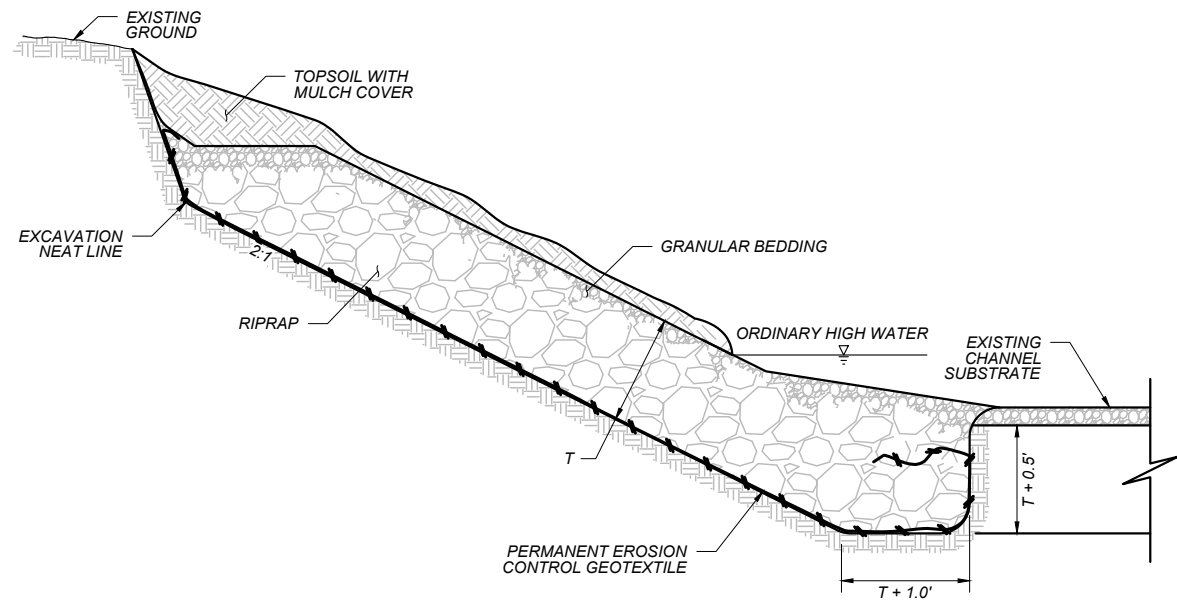 EXISTING
GROUND
TOPSOIL WITH
MULCH COVER
EXCAVATION
NEAT LINE
2:1
GRANULAR BEDDING
RIPRAP
ORDINARY HIGH WATER
EXISTING
CHANNEL
SUBSTRATE
T
T + 0.5'
PERMANENT EROSION
CONTROL GEOTEXTILE
T + 1.0'